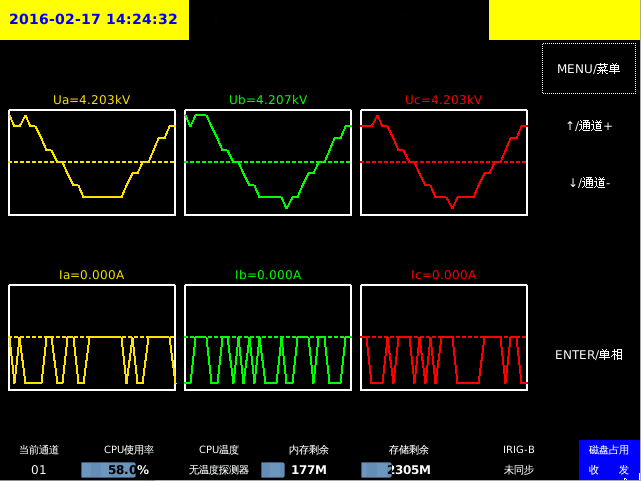 2016-02-17 14:24:32
MENU/菜单
Ua=4.203kV Ub=4.207kV Uc=4.203kV
↑/通道+
↓/通道-
Ia=0.000A Ib=0.000A Ic=0.000A
ENTER/单相
当前通道 CPU使用率 CPU温度 内存剩余 存储剩余 IRIG-B 磁盘占用
01 58.0% 无温度探测器 177M 2305M 未同步 收 发